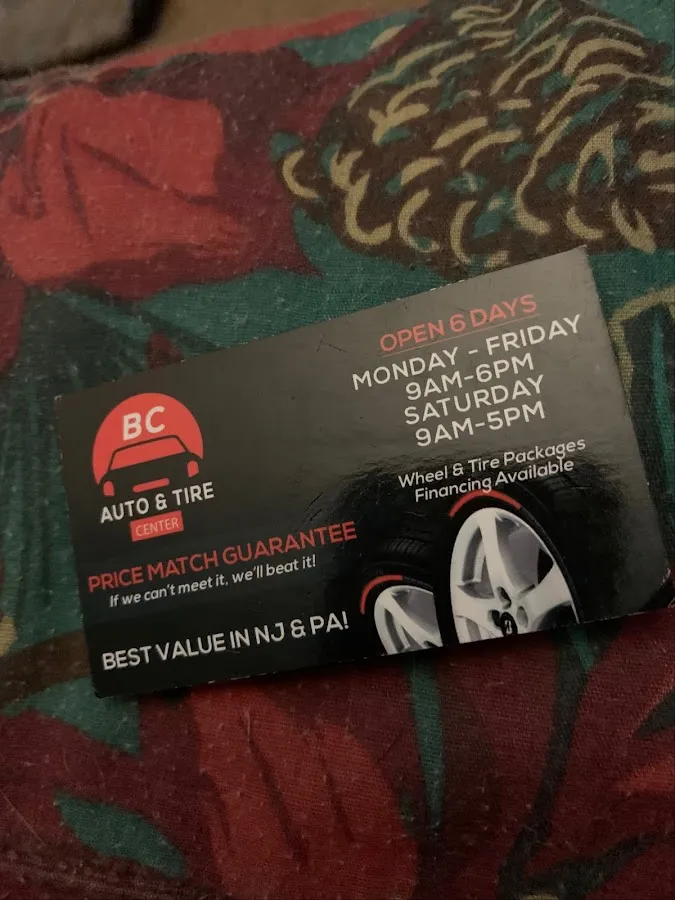 BC
AUTO & TIRE
CENTER
PRICE MATCH GUARANTEE
If we can't meet it, we'll beat it!
BEST VALUE IN NJ & PA!
OPEN 6 DAYS
MONDAY - FRIDAY
9AM-6PM
SATURDAY
9AM-5PM
Wheel & Tire Packages
Financing Available